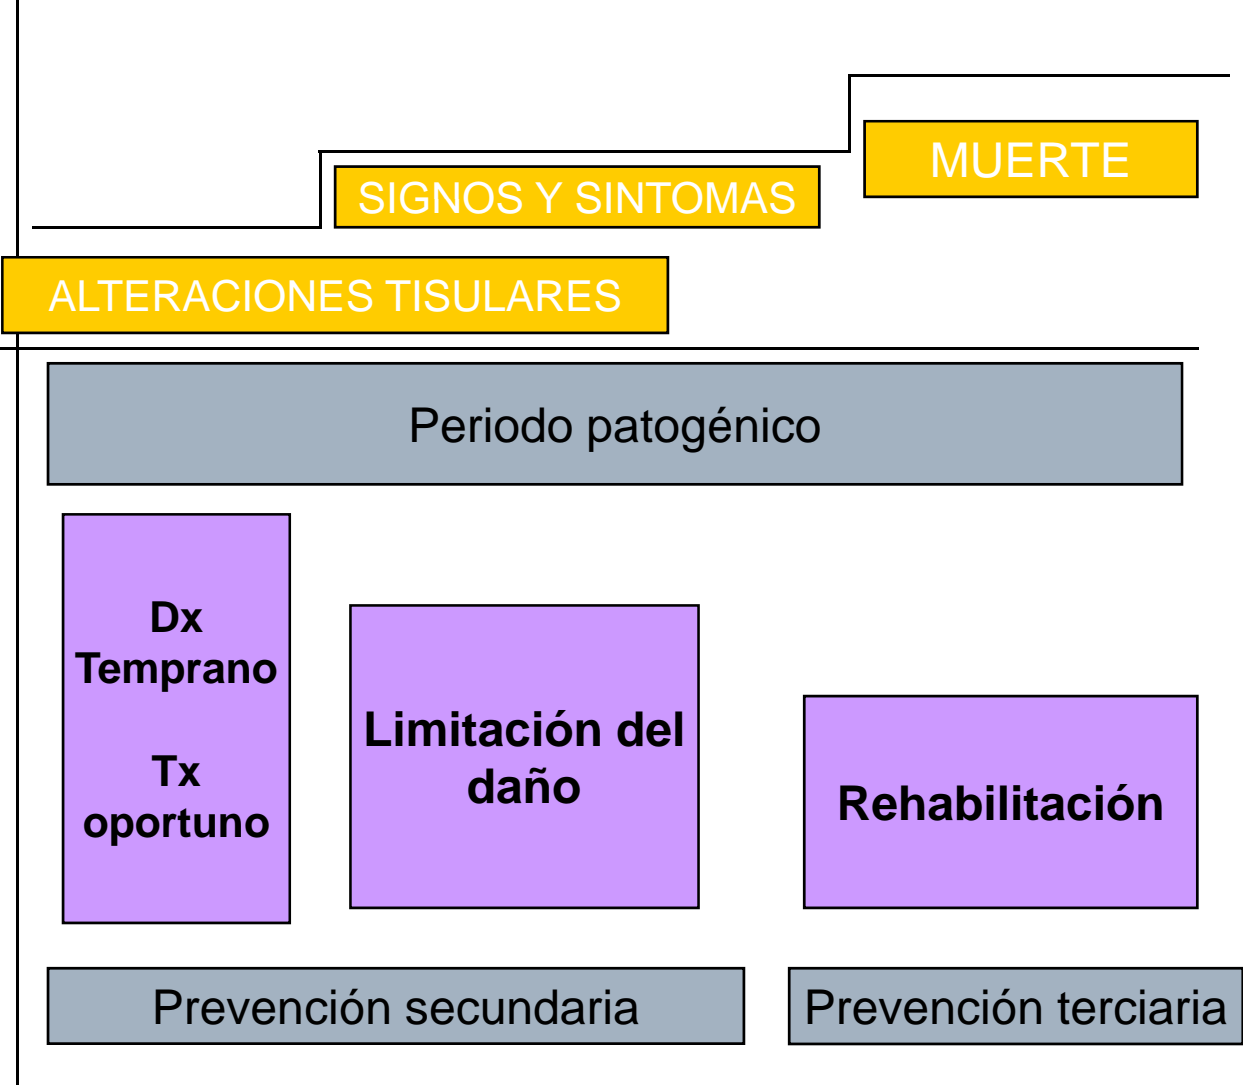 MUERTE
SIGNOS Y SINTOMAS
ALTERACIONES TISULARES
Periodo patogénico
Dx
Temprano
Tx
oportuno
Limitación del
daño
Rehabilitación
Prevención secundaria
Prevención terciaria